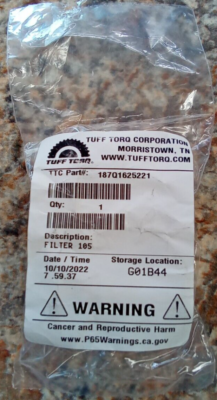 TUFF TORQ CORPORATION
MORRISTOWN, TN
TUFF TORQ
WWW.TUFFTORQ.COM
TTC Part#: 187Q1625221
Qty: 1
Description:
FILTER 105
Date / Time Storage Location:
10/10/2022 G01B44
7.59.37
WARNING
Cancer and Reproductive Harm
www.P65Warnings.ca.gov